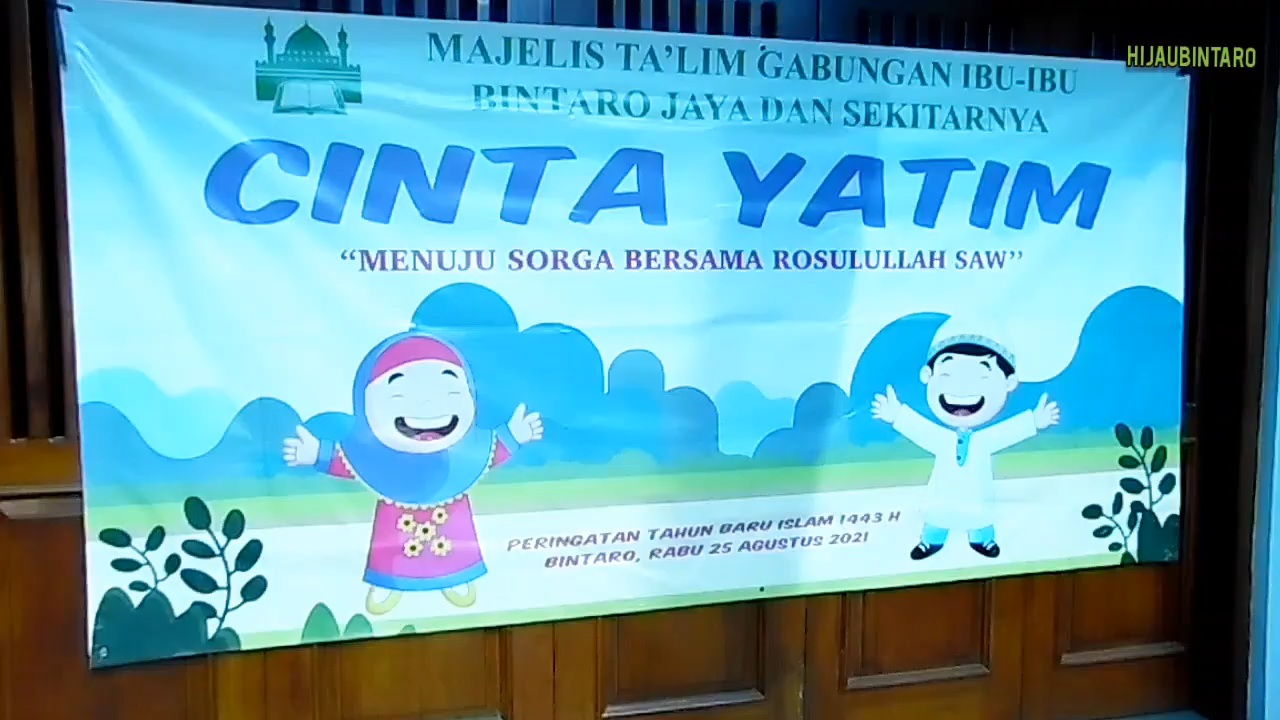 HIJAUBINTARO
MAJELIS TA'LIM GABUNGAN IBU-IBU
BINTARO JAYA DAN SEKITARNYA
CINTA YATIM
“MENUJU SORGA BERSAMA ROSULULLAH SAW”
PERINGATAN TAHUN BARU ISLAM 1443 H
BINTARO, RABU 25 AGUSTUS 2021